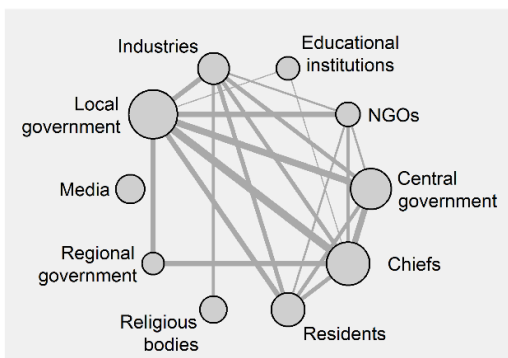 Industries
Educational
institutions
Local
government
NGOs
Media
Central
government
Regional
government
Chiefs
Religious
bodies
Residents